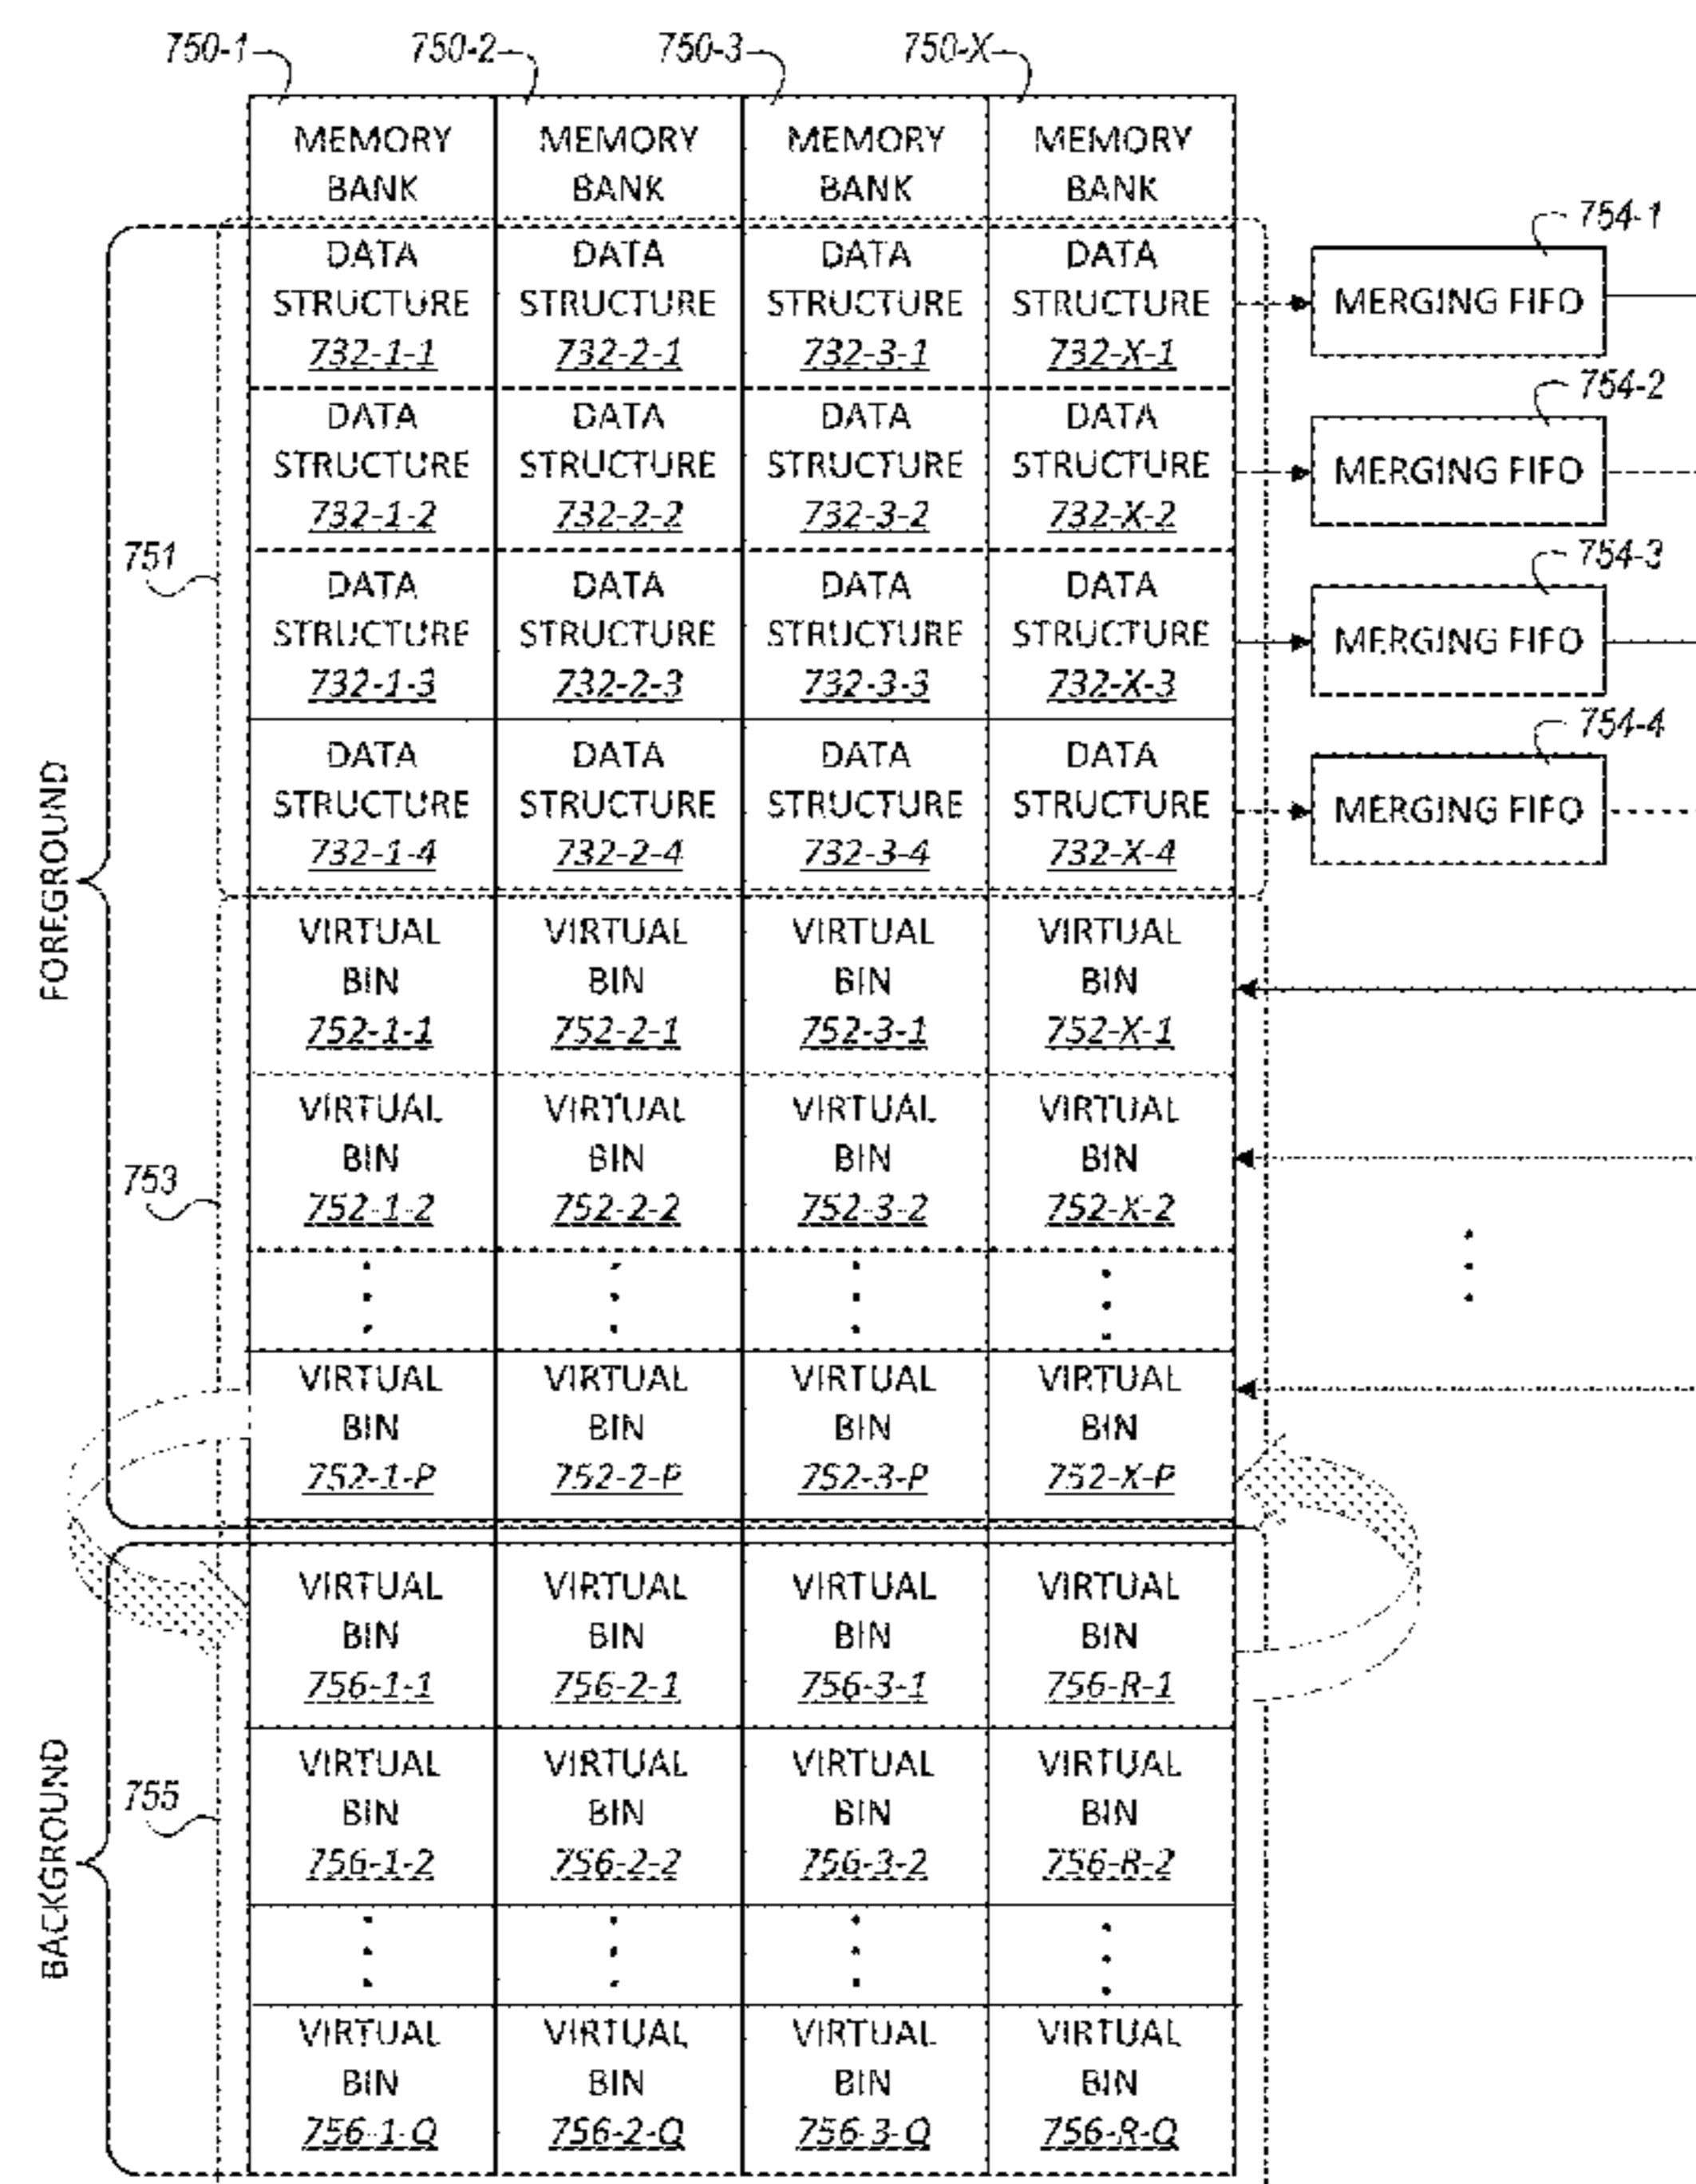 750-1 750-2 750-3 750-X
MEMORY BANK MEMORY BANK MEMORY BANK MEMORY BANK
DATA STRUCTURE 732-1-1 DATA STRUCTURE 732-2-1 DATA STRUCTURE 732-3-1 DATA STRUCTURE 732-X-1
754-1
MERGING FIFO
DATA STRUCTURE 732-1-2 DATA STRUCTURE 732-2-2 DATA STRUCTURE 732-3-2 DATA STRUCTURE 732-X-2
754-2
MERGING FIFO
751
DATA STRUCTURE 732-1-3 DATA STRUCTURE 732-2-3 DATA STRUCTURE 732-3-3 DATA STRUCTURE 732-X-3
754-3
MERGING FIFO
DATA STRUCTURE 732-1-4 DATA STRUCTURE 732-2-4 DATA STRUCTURE 732-3-4 DATA STRUCTURE 732-X-4
754-4
MERGING FIFO
FOREGROUND
VIRTUAL BIN 752-1-1 VIRTUAL BIN 752-2-1 VIRTUAL BIN 752-3-1 VIRTUAL BIN 752-X-1
753
VIRTUAL BIN 752-1-2 VIRTUAL BIN 752-2-2 VIRTUAL BIN 752-3-2 VIRTUAL BIN 752-X-2
VIRTUAL BIN 752-1-P VIRTUAL BIN 752-2-P VIRTUAL BIN 752-3-P VIRTUAL BIN 752-X-P
VIRTUAL BIN 756-1-1 VIRTUAL BIN 756-2-1 VIRTUAL BIN 756-3-1 VIRTUAL BIN 756-R-1
BACKGROUND
755
VIRTUAL BIN 756-1-2 VIRTUAL BIN 756-2-2 VIRTUAL BIN 756-3-2 VIRTUAL BIN 756-R-2
VIRTUAL BIN 756-1-Q VIRTUAL BIN 756-2-Q VIRTUAL BIN 756-3-Q VIRTUAL BIN 756-R-Q